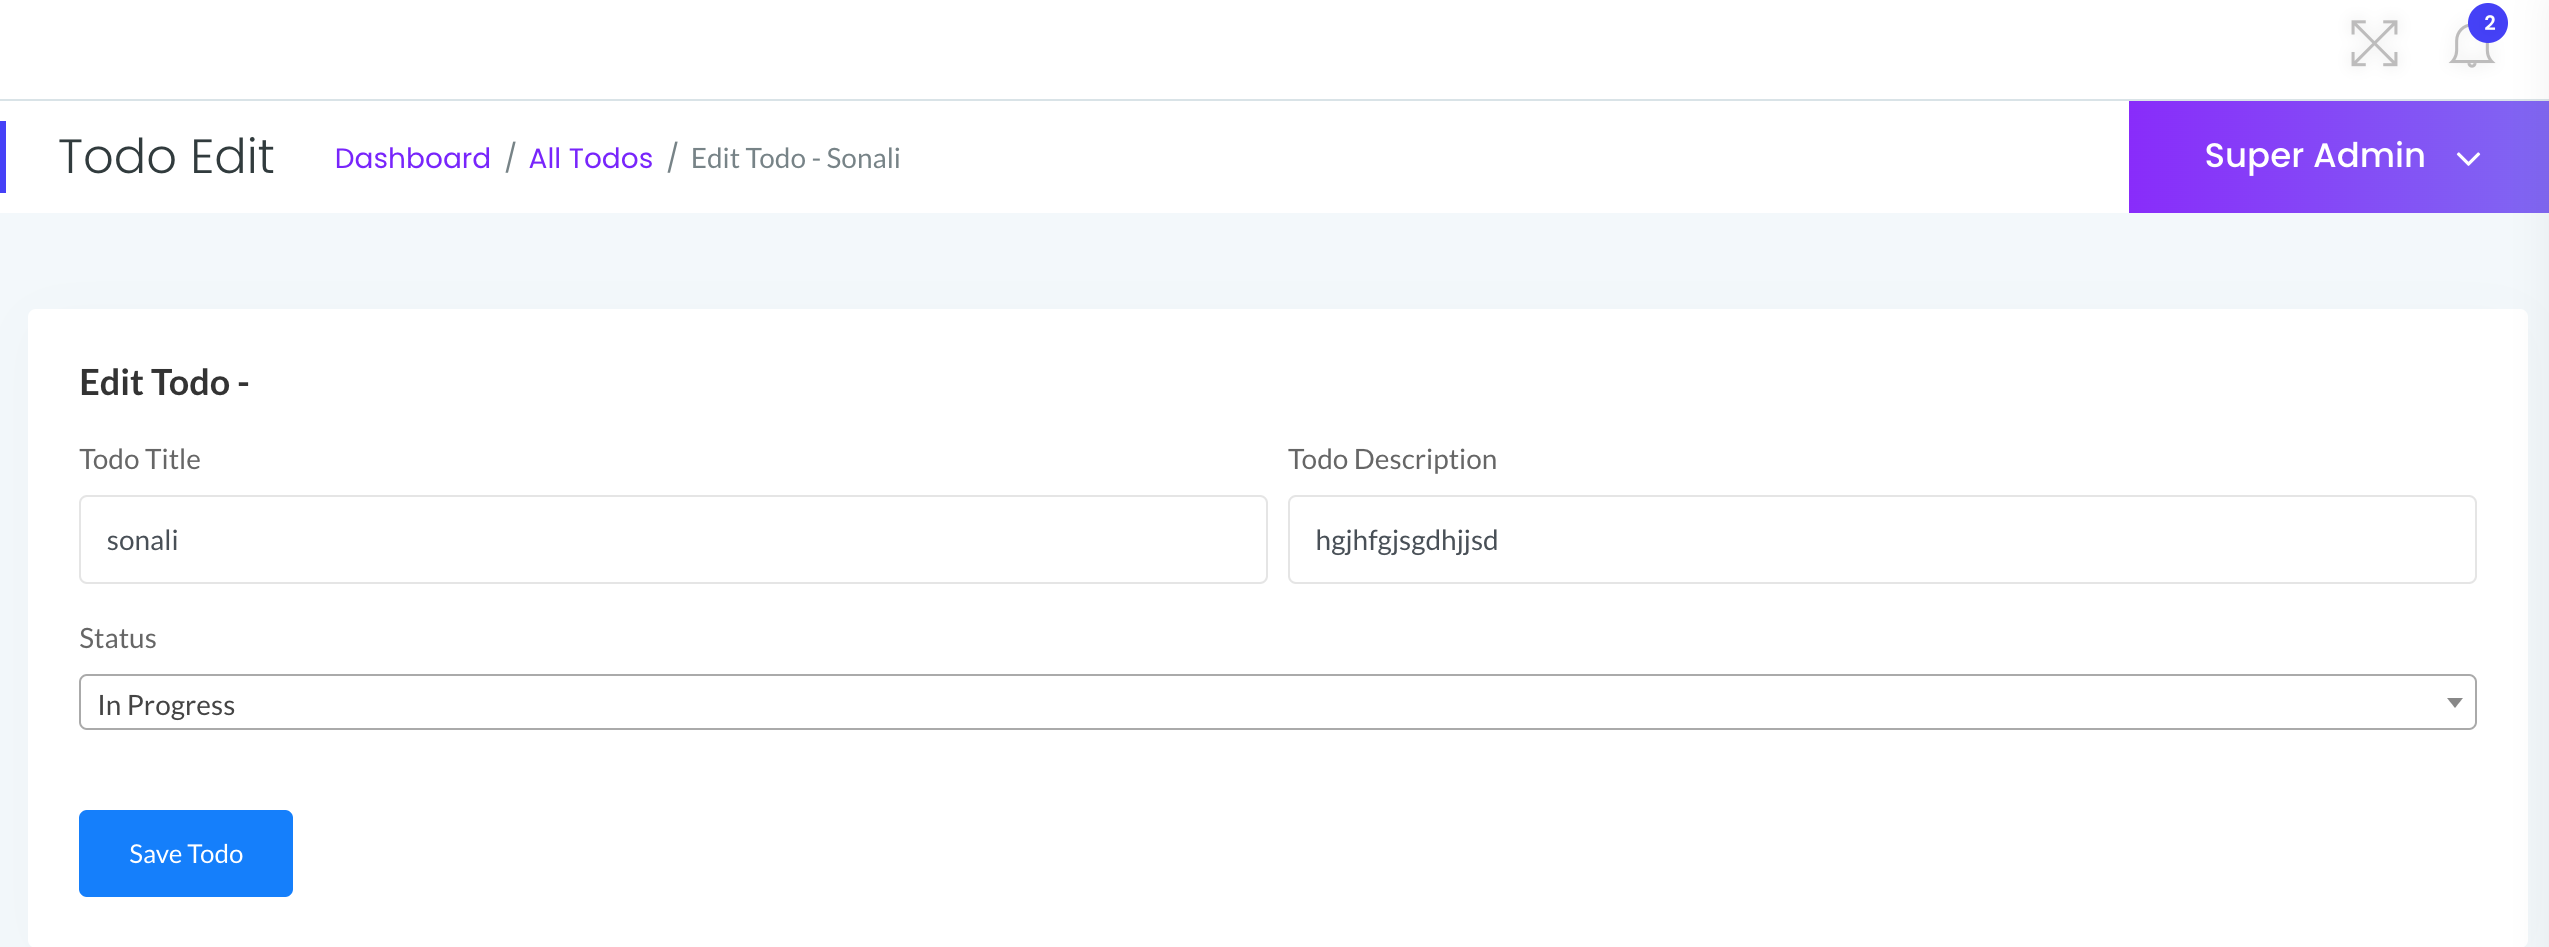 2
Todo Edit
Dashboard / All Todos / Edit Todo - Sonali
Super Admin
Edit Todo -
Todo Title
Todo Description
sonali
hgjhfgjsgdhjjsd
Status
In Progress
Save Todo